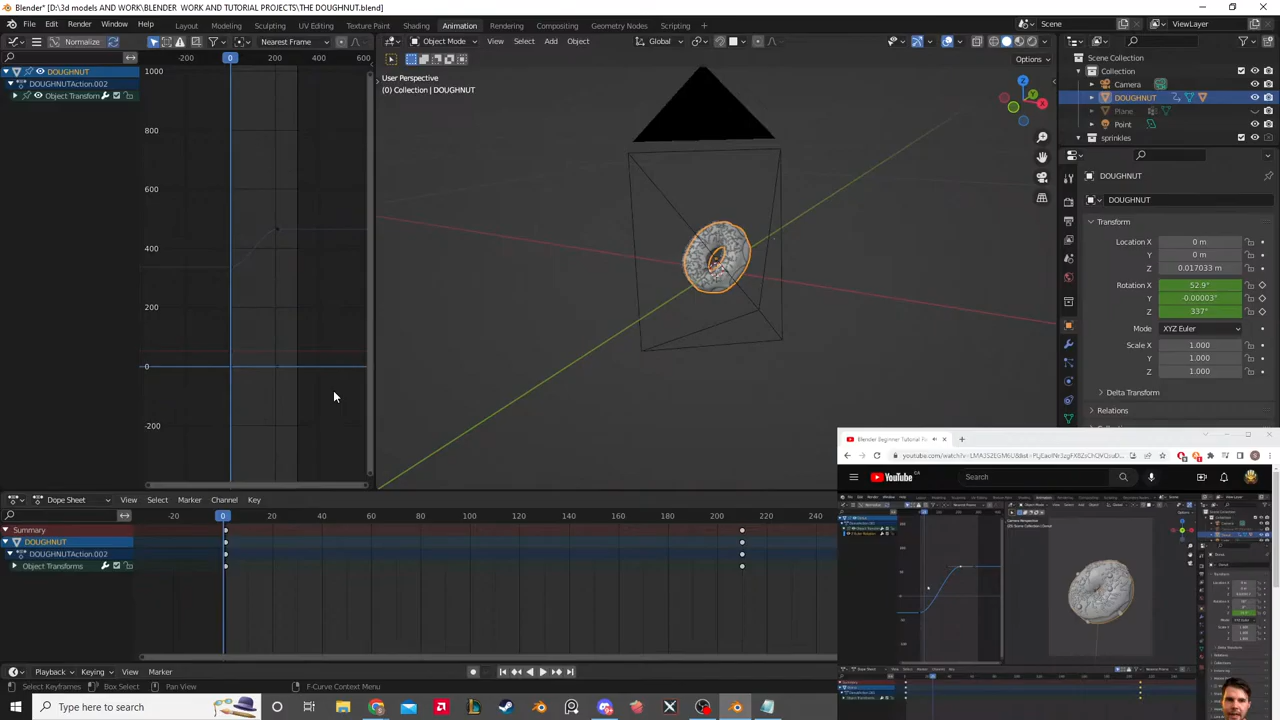 Blender* [D:\3d models AND WORK\BLENDER  WORK AND TUTORIAL PROJECTS\THE DOUGHNUT.blend]
File Edit Render Window Help Layout Modeling Sculpting UV Editing Texture Paint Shading Animation Rendering Compositing Geometry Nodes Scripting Scene ViewLayer
Normalize Nearest Frame Object Mode View Select Add Object Global
-200 0 200 400 600 Options
DOUGHNUT
DOUGHNUTAction.002
Object Transform
1000
800
600
400
200
0
-200
User Perspective
(0) Collection | DOUGHNUT
Scene Collection
Collection
Camera
DOUGHNUT
Plane
Point
sprinkles
DOUGHNUT
DOUGHNUT
Transform
Location X 0 m
Y 0 m
Z 0.017033 m
Rotation X 52.9°
Y -0.00003°
Z 337°
Mode XYZ Euler
Scale X 1.000
Y 1.000
Z 1.000
Delta Transform
Relations
Dope Sheet View Select Marker Channel Key
0 20 40 60 80 100 120 140 160 180 200 220 240
Summary
DOUGHNUT
DOUGHNUTAction.002
Object Transforms
Playback Keying View Marker
Select Keyframes Box Select Pan View F-Curve Context Menu
Type here to search
YouTube CA
Search